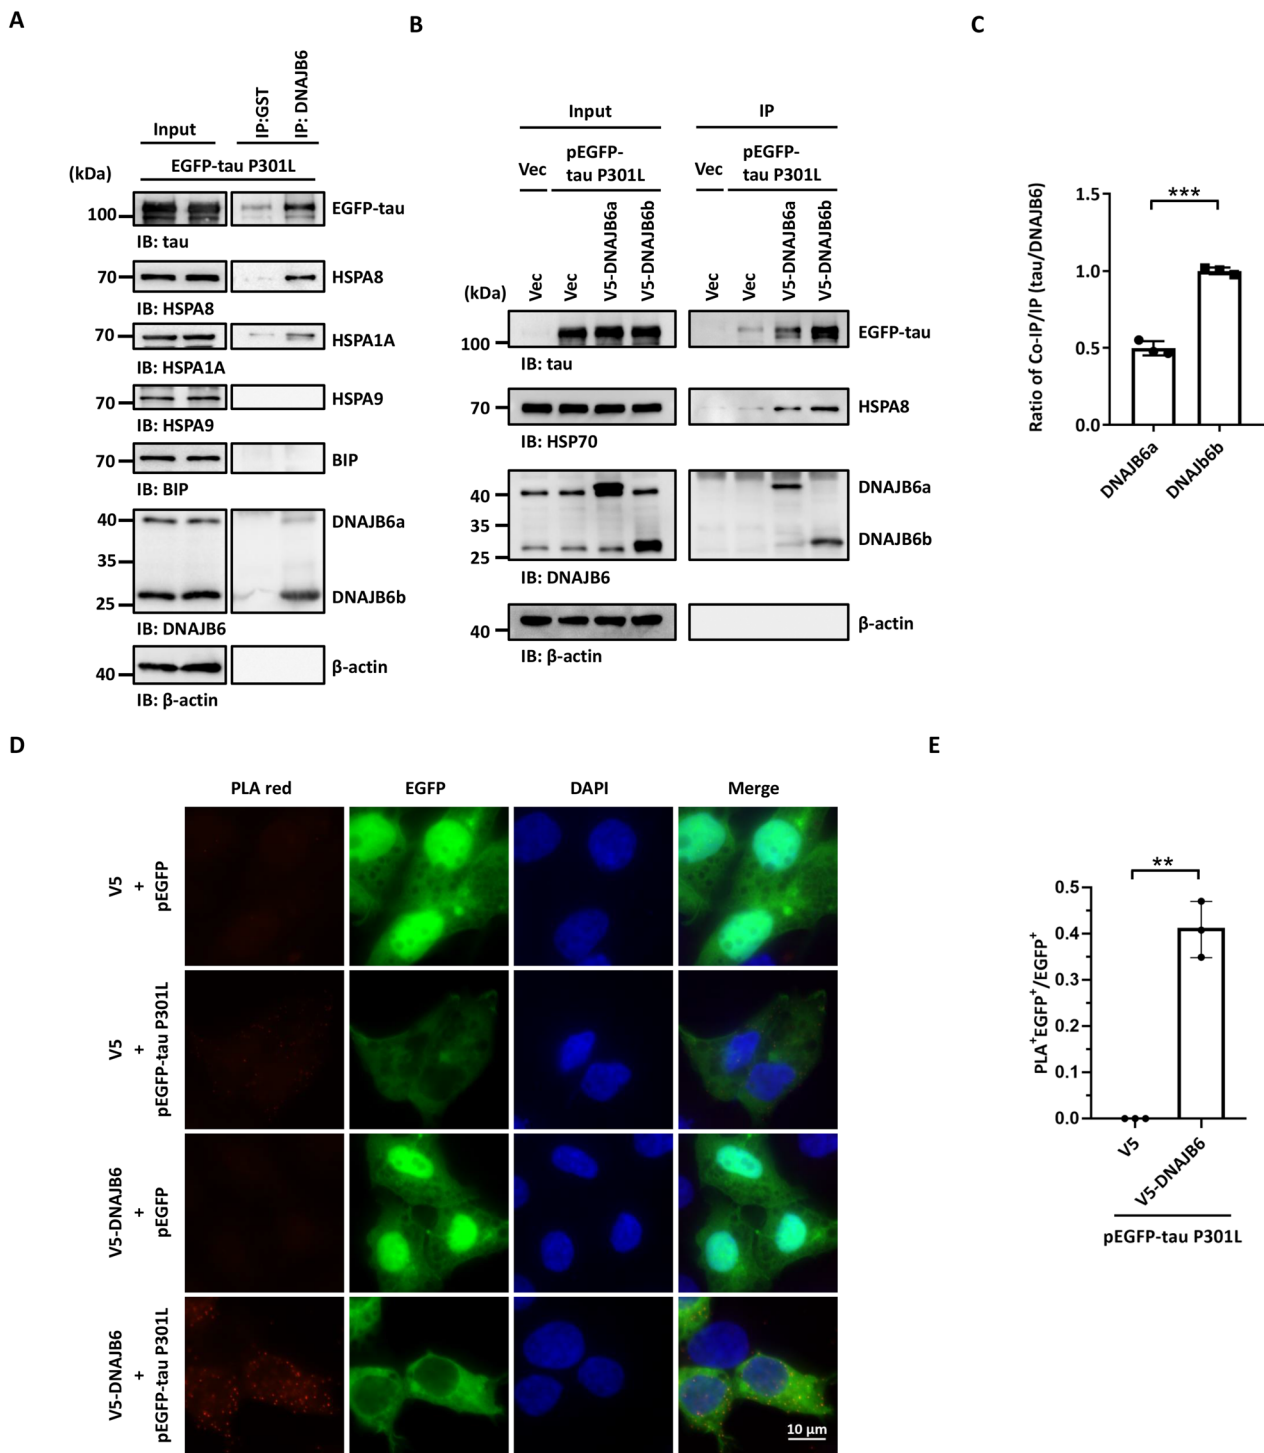 A
Input
IP:GST
IP: DNAJB6
EGFP-tau P301L
(kDa)
100
EGFP-tau
IB: tau
70
HSPA8
IB: HSPA8
70
HSPA1A
IB: HSPA1A
70
HSPA9
IB: HSPA9
70
BIP
IB: BIP
40
DNAJB6a
35
25
DNAJB6b
IB: DNAJB6
40
β-actin
IB: β-actin
B
Input
IP
Vec
pEGFP-
tau P301L
Vec
pEGFP-
tau P301L
(kDa)
Vec
Vec
V5-DNAJB6a
V5-DNAJB6b
Vec
Vec
V5-DNAJB6a
V5-DNAJB6b
100
EGFP-tau
IB: tau
70
HSPA8
IB: HSP70
40
DNAJB6a
35
25
DNAJB6b
IB: DNAJB6
40
β-actin
IB: β-actin
C
Ratio of Co-IP/IP (tau/DNAJB6)
1.5
1.0
0.5
0.0
***
DNAJB6a
DNAJb6b
D
PLA red
EGFP
DAPI
Merge
V5
+
pEGFP
V5
+
pEGFP-tau P301L
V5-DNAJB6
+
pEGFP
V5-DNAJB6
+
pEGFP-tau P301L
10 µm
E
PLA⁺EGFP⁺/EGFP⁺
0.5
0.4
0.3
0.2
0.1
0.0
**
V5
V5-DNAJB6
pEGFP-tau P301L